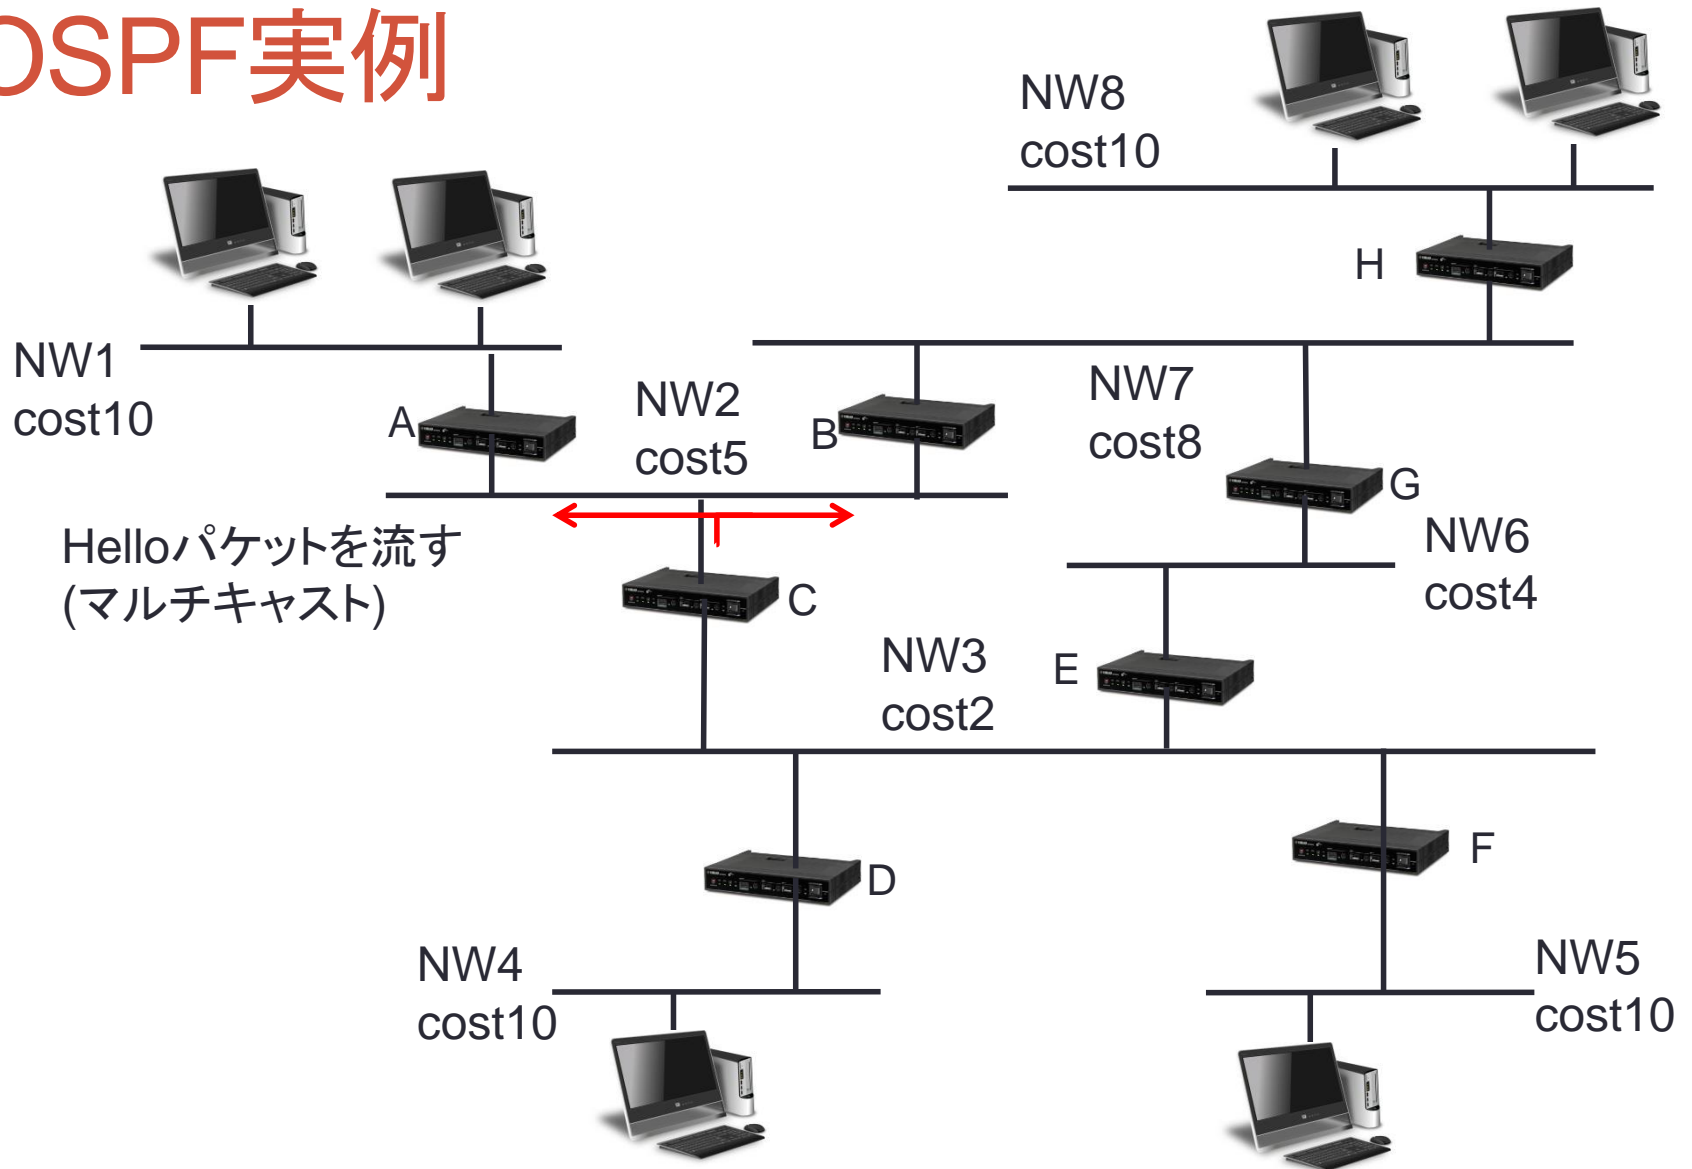 OSPF実例
NW8
cost10
H
NW1
cost10
A
NW2
cost5
B
NW7
cost8
G
Helloパケットを流す
(マルチキャスト)
NW6
cost4
C
NW3
cost2
E
D
F
NW4
cost10
NW5
cost10